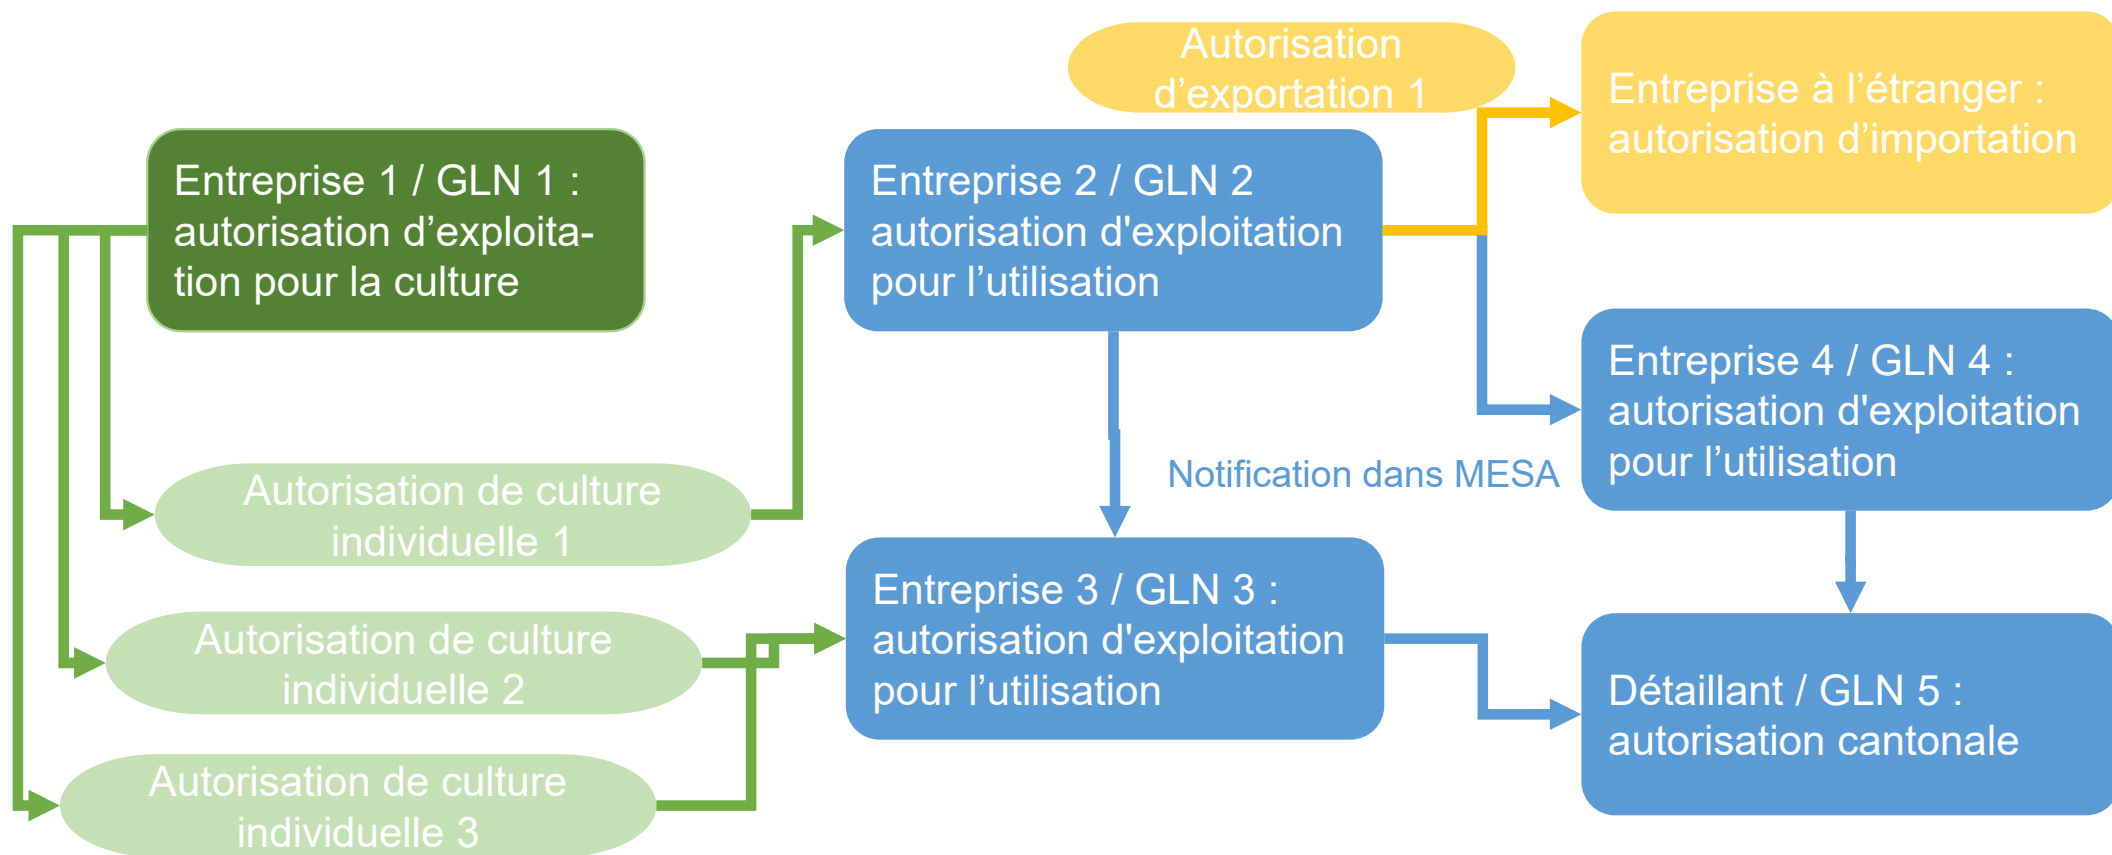 Autorisation
d’exportation 1
Entreprise à l’étranger :
autorisation d’importation
Entreprise 1 / GLN 1 :
autorisation d’exploita-
tion pour la culture
Entreprise 2 / GLN 2
autorisation d'exploitation
pour l’utilisation
Entreprise 4 / GLN 4 :
autorisation d'exploitation
pour l’utilisation
Notification dans MESA
Autorisation de culture
individuelle 1
Entreprise 3 / GLN 3 :
autorisation d'exploitation
pour l’utilisation
Autorisation de culture
individuelle 2
Détaillant / GLN 5 :
autorisation cantonale
Autorisation de culture
individuelle 3